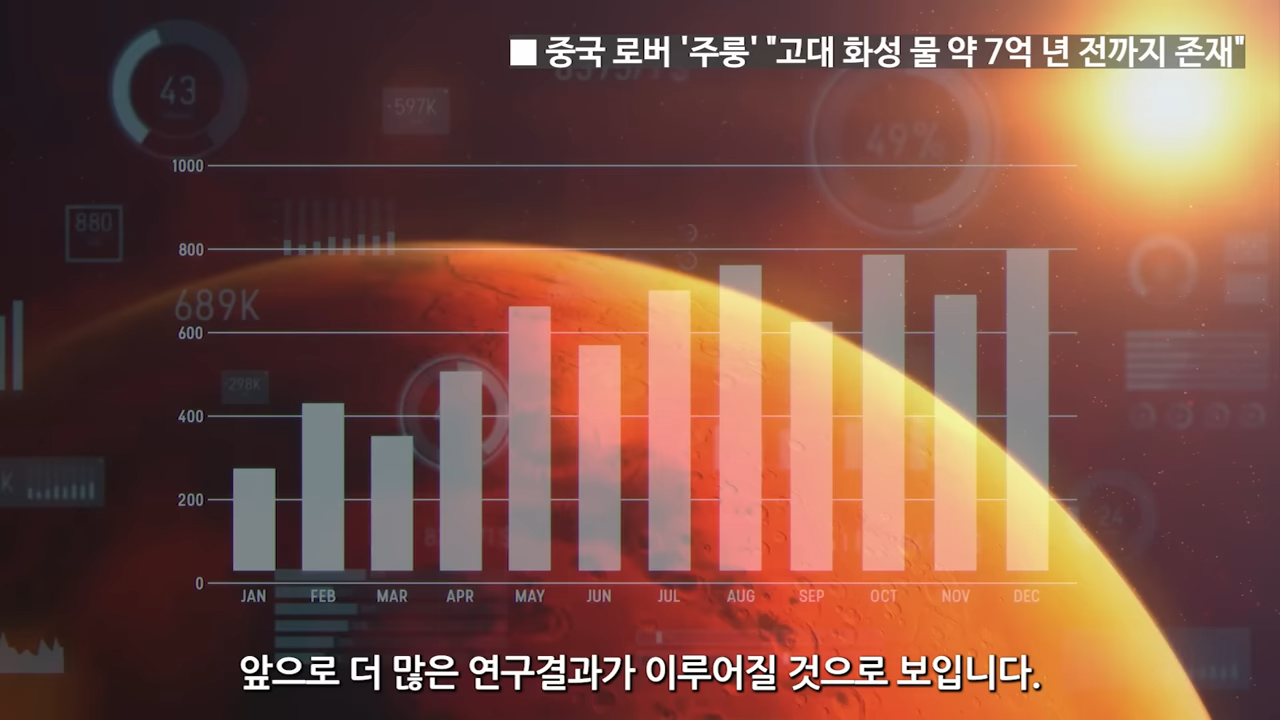 ■ 중국 로버 '주룽' "고대 화성 물 약 7억 년 전까지 존재"
43
-597K
49%
1000
880
800
689K
600
-298K
400
K
200
24
0
JAN FEB MAR APR MAY JUN JUL AUG SEP OCT NOV DEC
앞으로 더 많은 연구결과가 이루어질 것으로 보입니다.